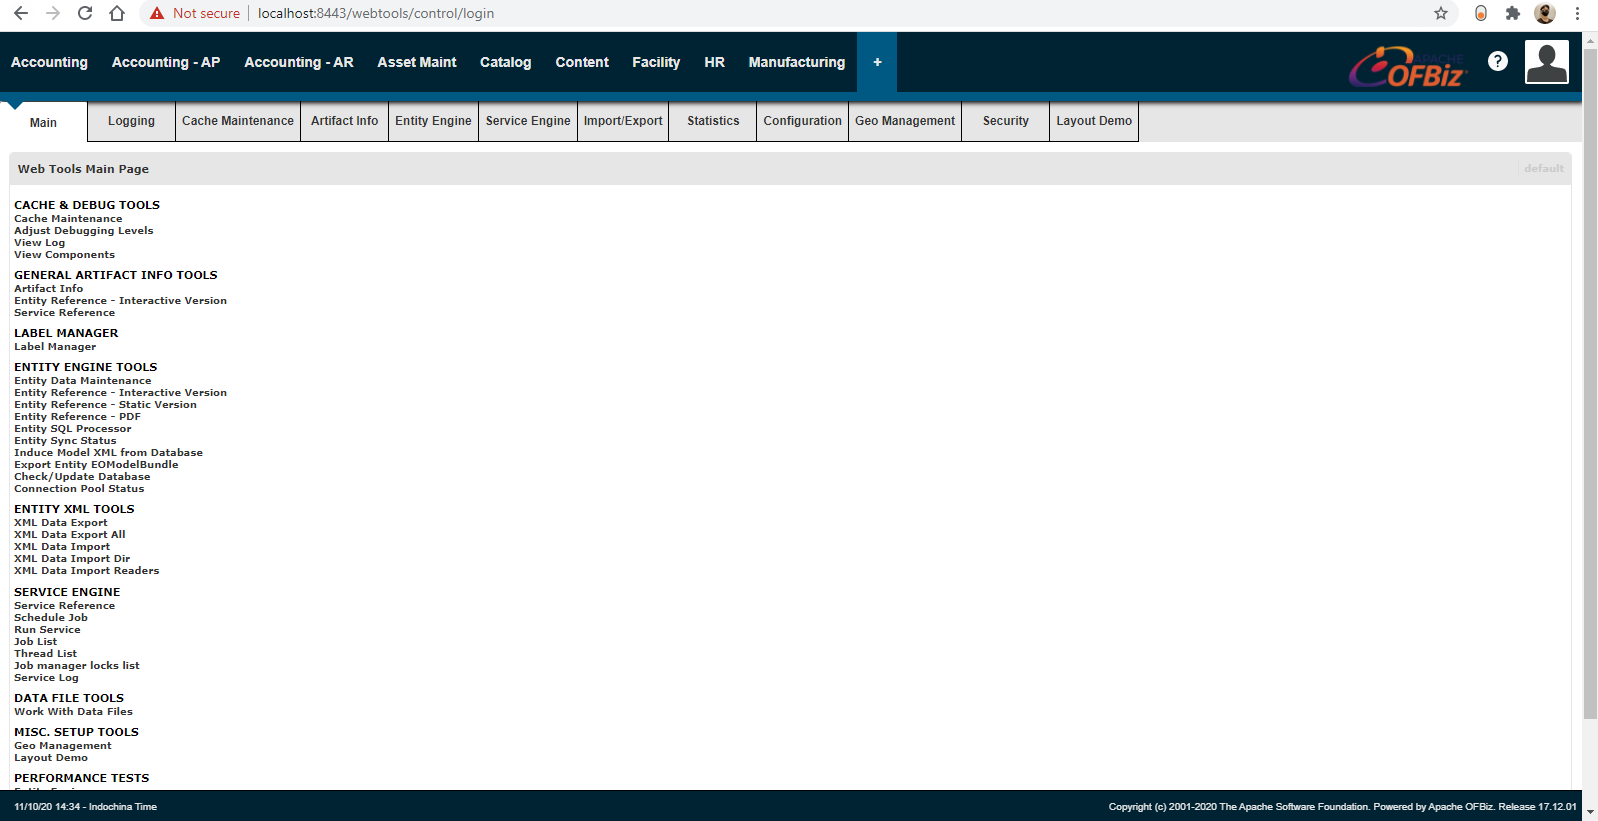 Not secure | localhost:8443/webtools/control/login
Accounting Accounting - AP Accounting - AR Asset Maint Catalog Content Facility HR Manufacturing + APACHE OFBiz ?
Main Logging Cache Maintenance Artifact Info Entity Engine Service Engine Import/Export Statistics Configuration Geo Management Security Layout Demo
Web Tools Main Page default
CACHE & DEBUG TOOLS
Cache Maintenance
Adjust Debugging Levels
View Log
View Components
GENERAL ARTIFACT INFO TOOLS
Artifact Info
Entity Reference - Interactive Version
Service Reference
LABEL MANAGER
Label Manager
ENTITY ENGINE TOOLS
Entity Data Maintenance
Entity Reference - Interactive Version
Entity Reference - Static Version
Entity Reference - PDF
Entity SQL Processor
Entity Sync Status
Induce Model XML from Database
Export Entity EOModelBundle
Check/Update Database
Connection Pool Status
ENTITY XML TOOLS
XML Data Export
XML Data Export All
XML Data Import
XML Data Import Dir
XML Data Import Readers
SERVICE ENGINE
Service Reference
Schedule Job
Run Service
Job List
Thread List
Job manager locks list
Service Log
DATA FILE TOOLS
Work With Data Files
MISC. SETUP TOOLS
Geo Management
Layout Demo
PERFORMANCE TESTS
11/10/20 14:34 - Indochina Time Copyright (c) 2001-2020 The Apache Software Foundation. Powered by Apache OFBiz. Release 17.12.01